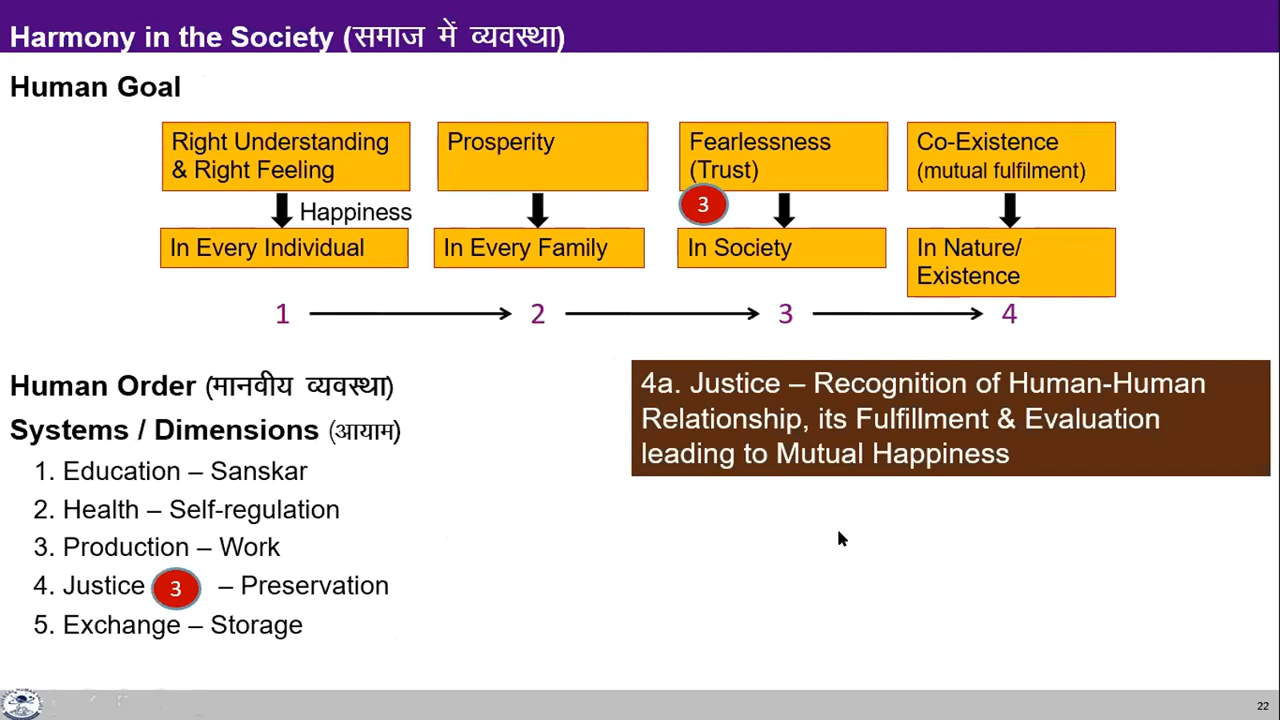 Harmony in the Society (समाज में व्यवस्था)
Human Goal
Right Understanding
& Right Feeling
Prosperity
Fearlessness
(Trust)
Co-Existence
(mutual fulfilment)
3
Happiness
In Every Individual
In Every Family
In Society
In Nature/
Existence
1
2
3
4
Human Order (मानवीय व्यवस्था)
Systems / Dimensions (आयाम)
1. Education – Sanskar
2. Health – Self-regulation
3. Production – Work
4. Justice 3 – Preservation
5. Exchange – Storage
4a. Justice – Recognition of Human-Human
Relationship, its Fulfillment & Evaluation
leading to Mutual Happiness
22